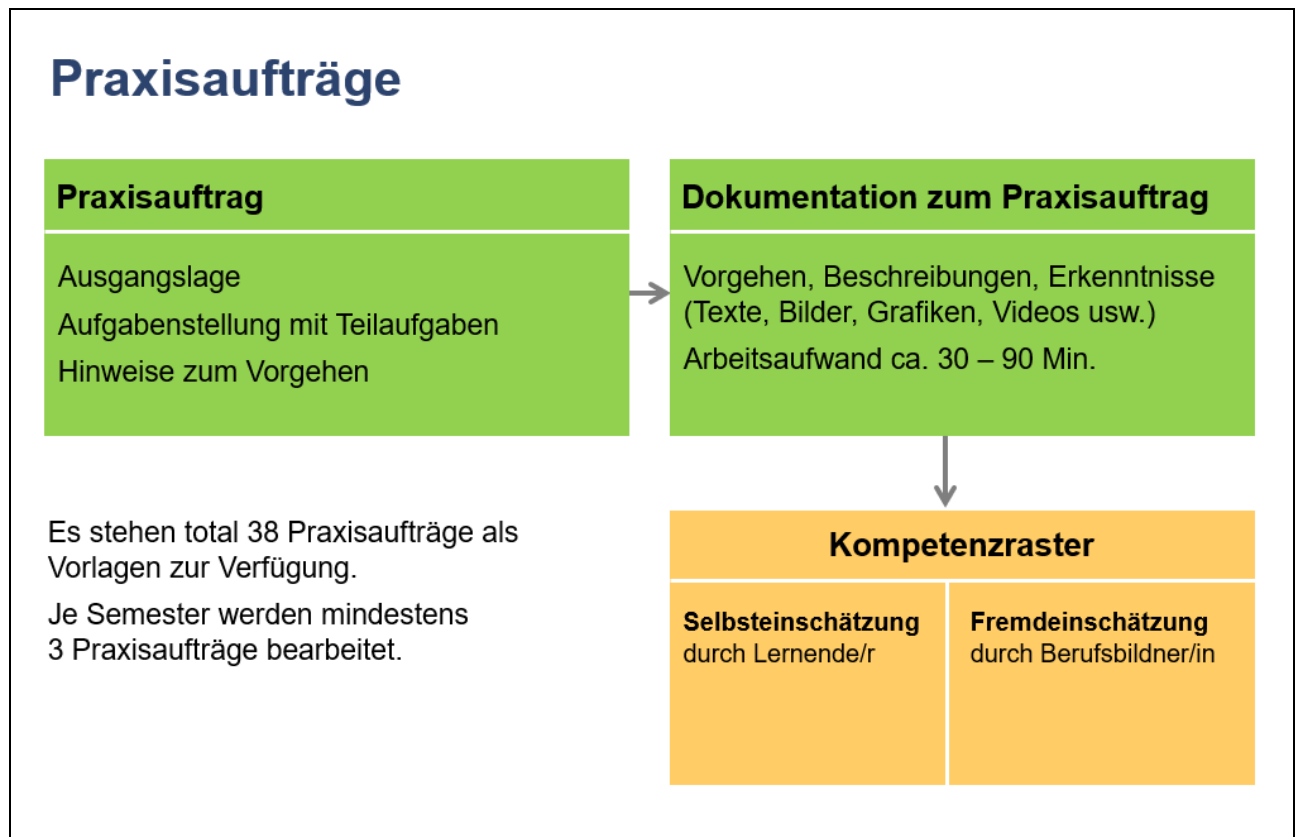 Praxisaufträge
Praxisauftrag
Ausgangslage
Aufgabenstellung mit Teilaufgaben
Hinweise zum Vorgehen
Dokumentation zum Praxisauftrag
Vorgehen, Beschreibungen, Erkenntnisse
(Texte, Bilder, Grafiken, Videos usw.)
Arbeitsaufwand ca. 30 – 90 Min.
Es stehen total 38 Praxisaufträge als
Vorlagen zur Verfügung.
Je Semester werden mindestens
3 Praxisaufträge bearbeitet.
Kompetenzraster
Selbsteinschätzung
durch Lernende/r
Fremdeinschätzung
durch Berufsbildner/in